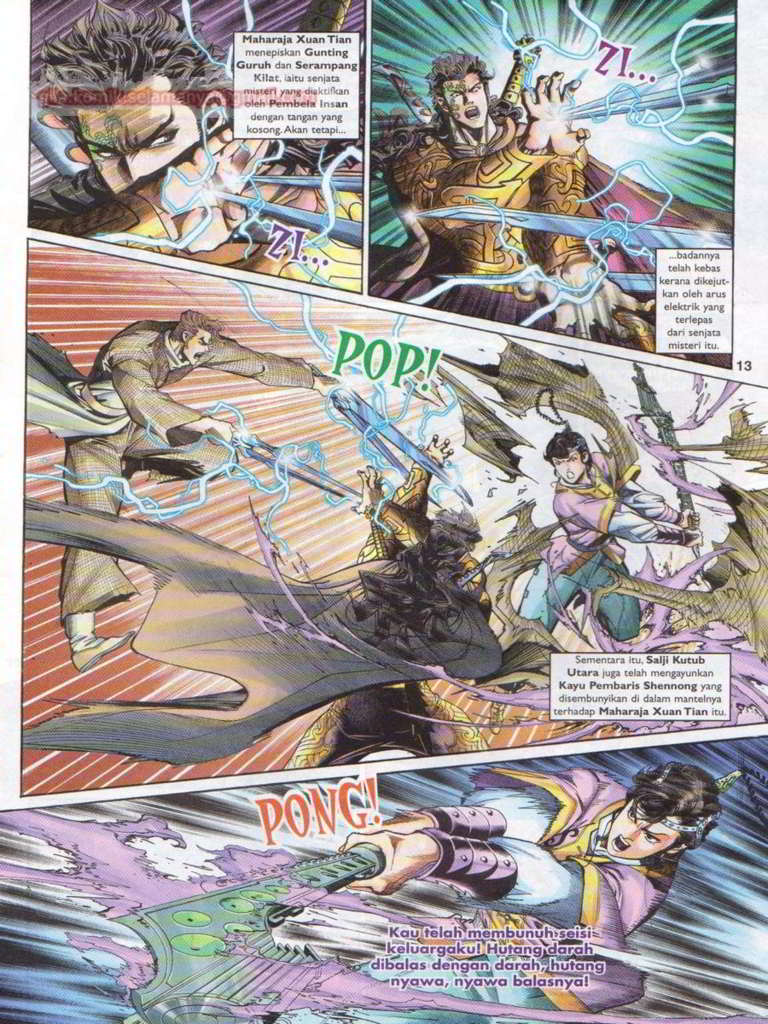 Maharaja Xuan Tian
menepiskan Gunting
Guruh dan Serampang
Kilat, iaitu senjata
misteri yang diaktifkan
oleh Pembela Insan
dengan tangan yang
kosong. Akan tetapi...
ZI...
ZI...
...badannya
telah kebas
kerana dikejut-
kan oleh arus
elektrik yang
terlepas
dari senjata
misteri itu.
13
POP!
Sementara itu, Salji Kutub
Utara juga telah mengayunkan
Kayu Pembaris Shennong yang
disembunyikan di dalam mantelnya
terhadap Maharaja Xuan Tian itu.
PONG!
Kau telah membunuh seisi
keluargaku! Hutang darah
dibalas dengan darah, hutang
nyawa, nyawa balasnya!